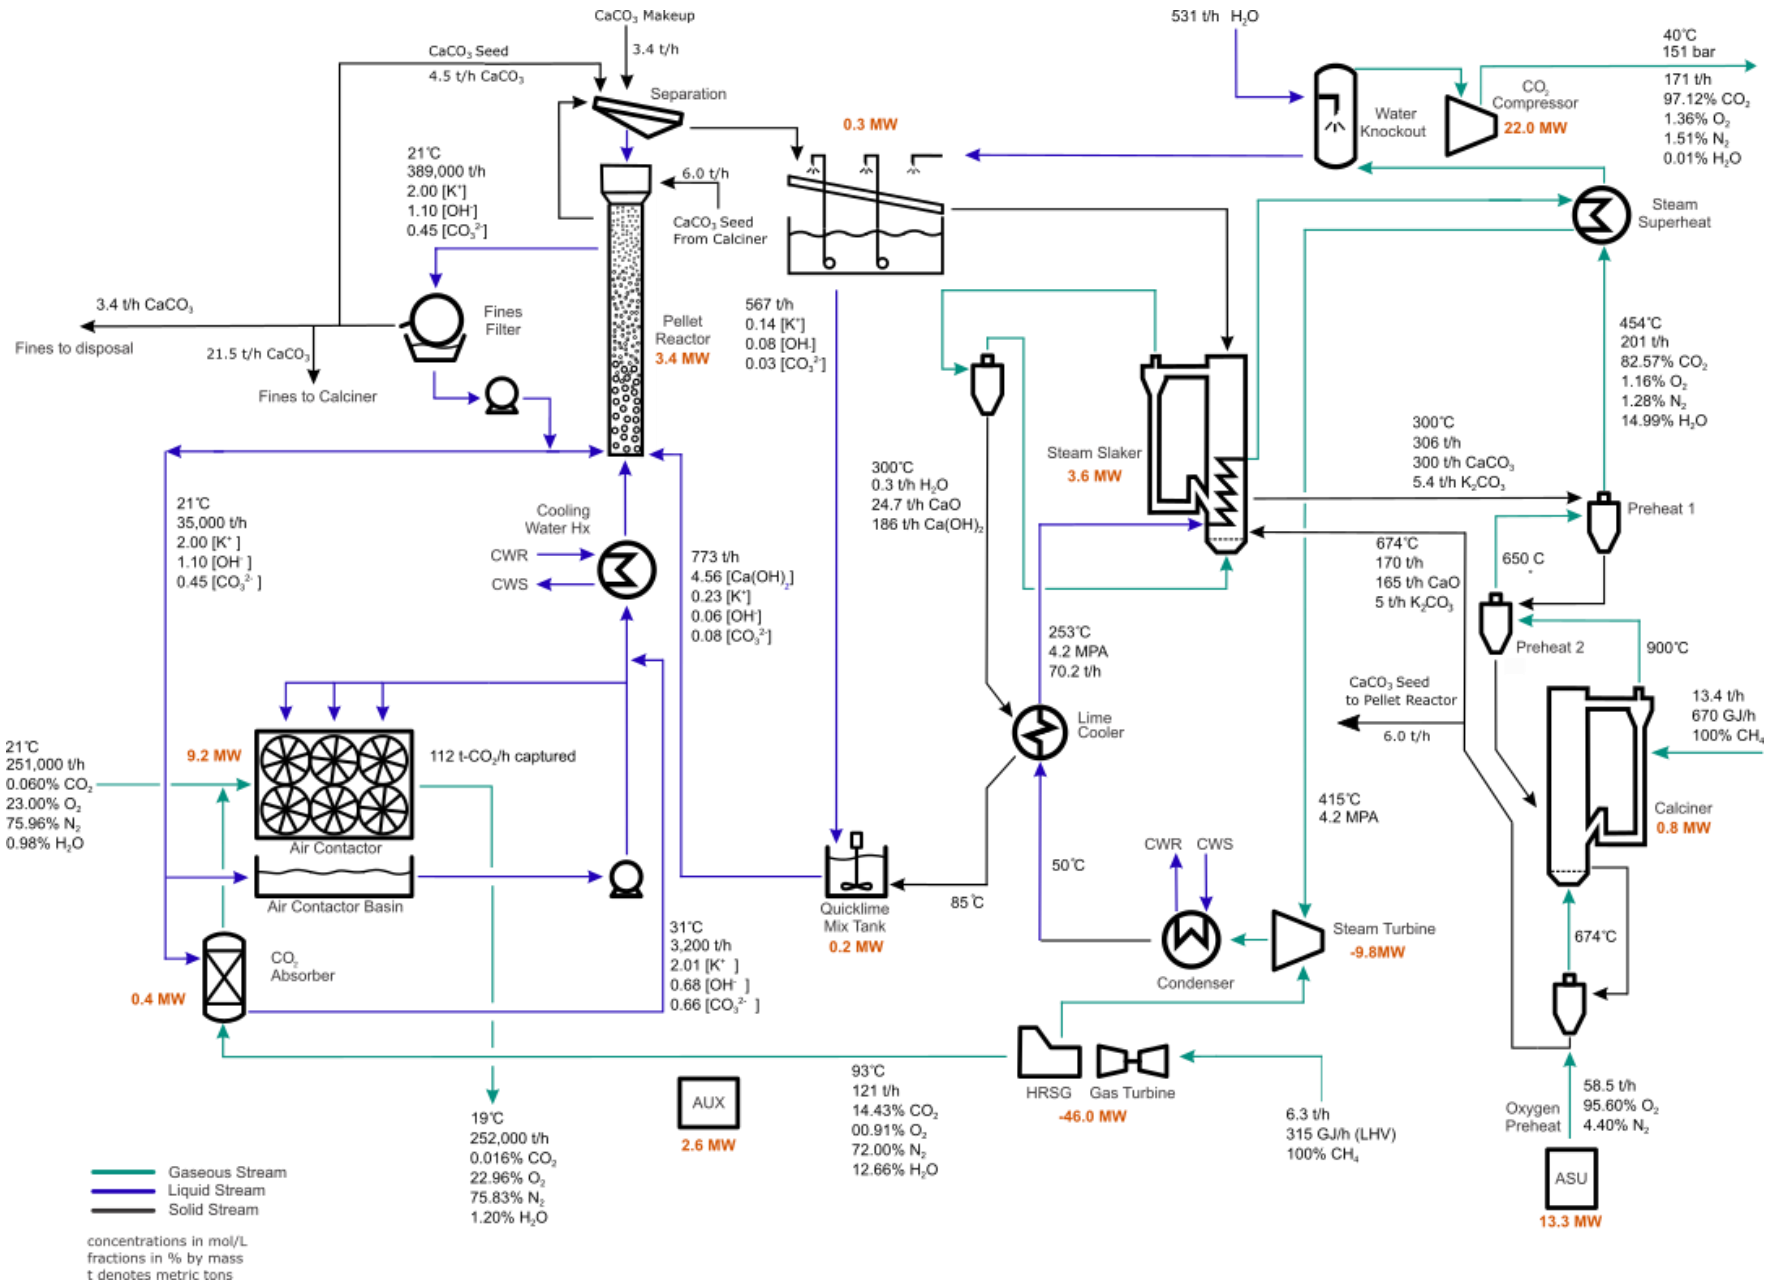 CaCO₃ Makeup
3.4 t/h
CaCO₃ Seed
4.5 t/h CaCO₃
Separation
0.3 MW
531 t/h H₂O
Water
Knockout
CO₂
Compressor
22.0 MW
40°C
151 bar
171 t/h
97.12% CO₂
1.36% O₂
1.51% N₂
0.01% H₂O
21°C
389,000 t/h
2.00 [K⁺]
1.10 [OH⁻]
0.45 [CO₃²⁻]
6.0 t/h
CaCO₃ Seed
From Calciner
Steam
Superheat
3.4 t/h CaCO₃
Fines to disposal
21.5 t/h CaCO₃
Fines to Calciner
Fines
Filter
Pellet
Reactor
3.4 MW
567 t/h
0.14 [K⁺]
0.08 [OH⁻]
0.03 [CO₃²⁻]
454°C
201 t/h
82.57% CO₂
1.16% O₂
1.28% N₂
14.99% H₂O
Steam Slaker
3.6 MW
300°C
306 t/h
300 t/h CaCO₃
5.4 t/h K₂CO₃
Preheat 1
300°C
0.3 t/h H₂O
24.7 t/h CaO
186 t/h Ca(OH)₂
21°C
35,000 t/h
2.00 [K⁺ ]
1.10 [OH⁻ ]
0.45 [CO₃²⁻ ]
Cooling
Water Hx
CWR
CWS
773 t/h
4.56 [Ca(OH)₂]
0.23 [K⁺]
0.06 [OH⁻]
0.08 [CO₃²⁻]
674°C
170 t/h
165 t/h CaO
5 t/h K₂CO₃
650 C
Preheat 2
900°C
253°C
4.2 MPA
70.2 t/h
CaCO₃ Seed
to Pellet Reactor
6.0 t/h
13.4 t/h
670 GJ/h
100% CH₄
Lime
Cooler
21°C
251,000 t/h
0.060% CO₂
23.00% O₂
75.96% N₂
0.98% H₂O
9.2 MW
112 t-CO₂/h captured
Air Contactor
Air Contactor Basin
415°C
4.2 MPA
Calciner
0.8 MW
CWR
CWS
50°C
85°C
Quicklime
Mix Tank
0.2 MW
Condenser
Steam Turbine
-9.8MW
674°C
CO₂
Absorber
0.4 MW
31°C
3,200 t/h
2.01 [K⁺ ]
0.68 [OH⁻ ]
0.66 [CO₃²⁻ ]
HRSG
Gas Turbine
-46.0 MW
AUX
2.6 MW
93°C
121 t/h
14.43% CO₂
00.91% O₂
72.00% N₂
12.66% H₂O
6.3 t/h
315 GJ/h (LHV)
100% CH₄
Oxygen
Preheat
58.5 t/h
95.60% O₂
4.40% N₂
ASU
13.3 MW
19°C
252,000 t/h
0.016% CO₂
22.96% O₂
75.83% N₂
1.20% H₂O
Gaseous Stream
Liquid Stream
Solid Stream
concentrations in mol/L
fractions in % by mass
t denotes metric tons